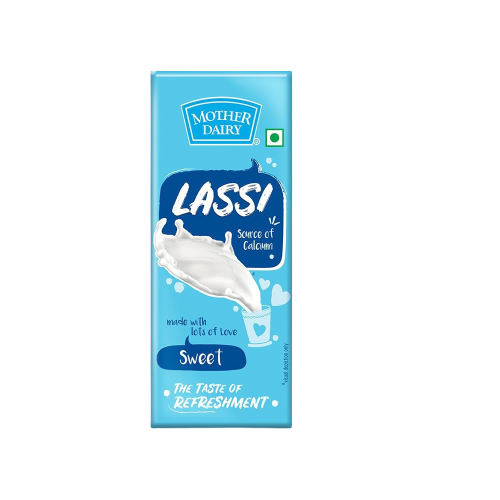 MOTHER
DAIRY
®
LASSI
Source of
Calcium
made with
lots of love
Sweet
THE TASTE OF
REFRESHMENT